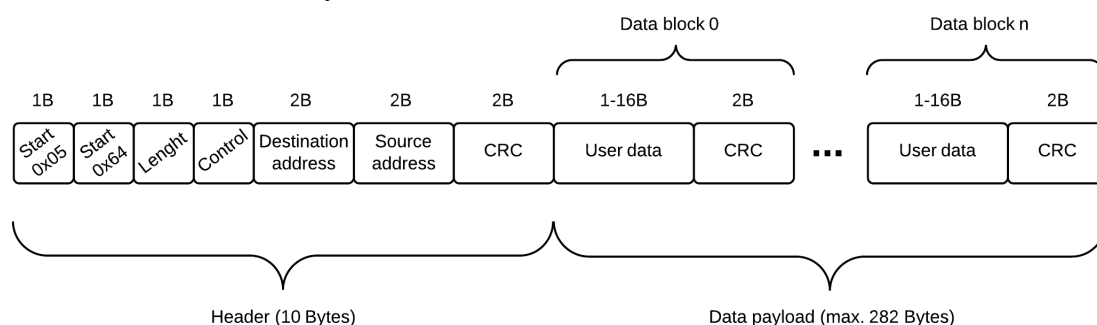 Data block 0
Data block n
1B 1B 1B 1B 2B 2B 2B 1-16B 2B 1-16B 2B
Start
0x05
Start
0x64
Lenght
Control
Destination
address
Source
address
CRC
User data
CRC
...
User data
CRC
Header (10 Bytes)
Data payload (max. 282 Bytes)